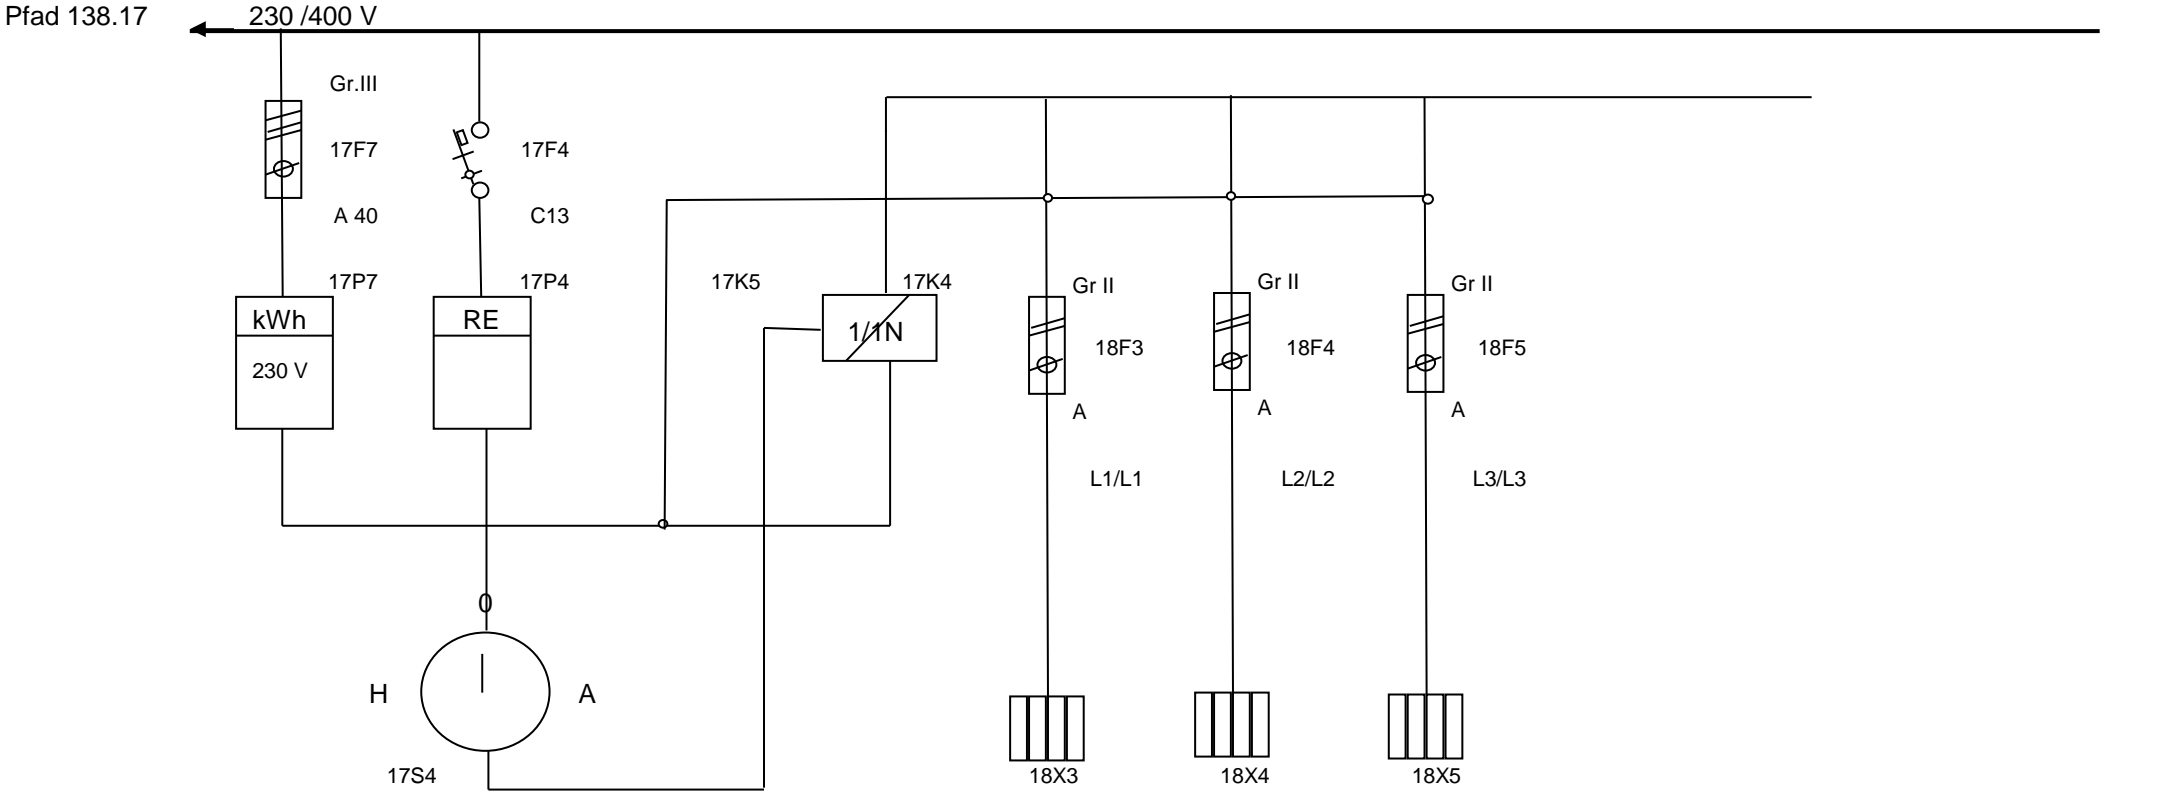 Pfad 138.17
230 /400 V
Gr.III
17F7
17F4
A 40
C13
17P7
17P4
17K5
17K4
Gr II
Gr II
Gr II
kWh
RE
1/1N
230 V
18F3
18F4
18F5
A
A
A
L1/L1
L2/L2
L3/L3
0
H
A
17S4
18X3
18X4
18X5